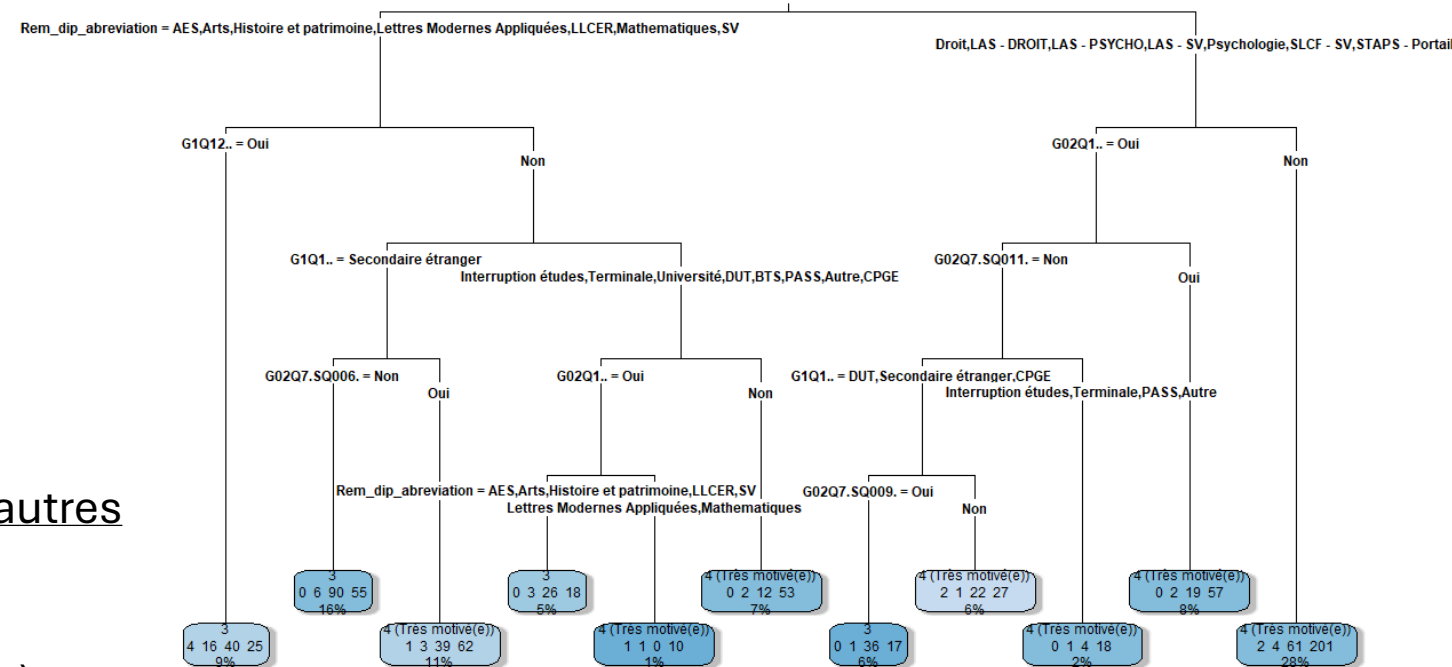 Rem_dip_abreviation = AES,Arts,Histoire et patrimoine,Lettres Modernes Appliquées,LLCER,Mathematiques,SV
Droit,LAS - DROIT,LAS - PSYCHO,LAS - SV,Psychologie,SLCF - SV,STAPS - Portail
G1Q12.. = Oui
Non
G02Q1.. = Oui
Non
G1Q1.. = Secondaire étranger
Interruption études,Terminale,Université,DUT,BTS,PASS,Autre,CPGE
G02Q7.SQ011. = Non
Oui
G02Q7.SQ006. = Non
Oui
G02Q1.. = Oui
Non
G1Q1.. = DUT,Secondaire étranger,CPGE
Interruption études,Terminale,PASS,Autre
Rem_dip_abreviation = AES,Arts,Histoire et patrimoine,LLCER,SV
Lettres Modernes Appliquées,Mathematiques
G02Q7.SQ009. = Oui
Non
autres
3
0 6 90 55
16%
3
0 3 26 18
5%
4 (Très motivé(e))
0 2 12 53
7%
4 (Très motivé(e))
2 1 22 27
6%
4 (Très motivé(e))
0 2 19 57
8%
3
4 16 40 25
9%
4 (Très motivé(e))
1 3 39 62
11%
4 (Très motivé(e))
1 1 0 10
1%
3
0 1 36 17
6%
4 (Très motivé(e))
0 1 4 18
2%
4 (Très motivé(e))
2 4 61 201
28%